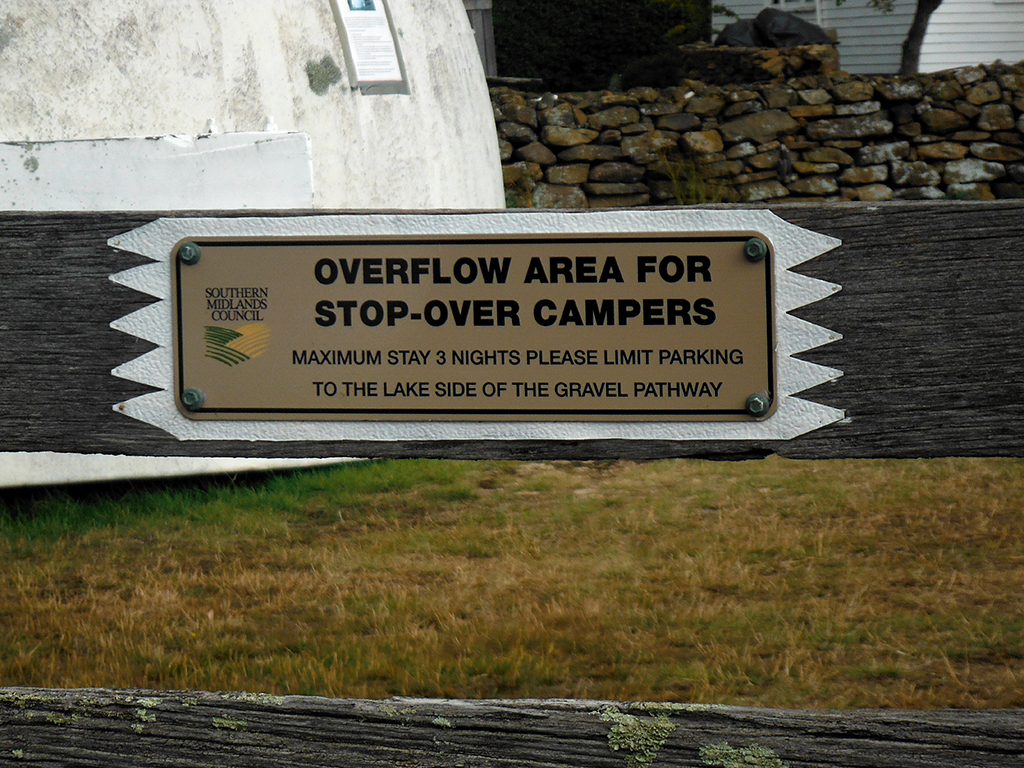 OVERFLOW AREA FOR
STOP-OVER CAMPERS
SOUTHERN
MIDLANDS
COUNCIL
MAXIMUM STAY 3 NIGHTS PLEASE LIMIT PARKING
TO THE LAKE SIDE OF THE GRAVEL PATHWAY